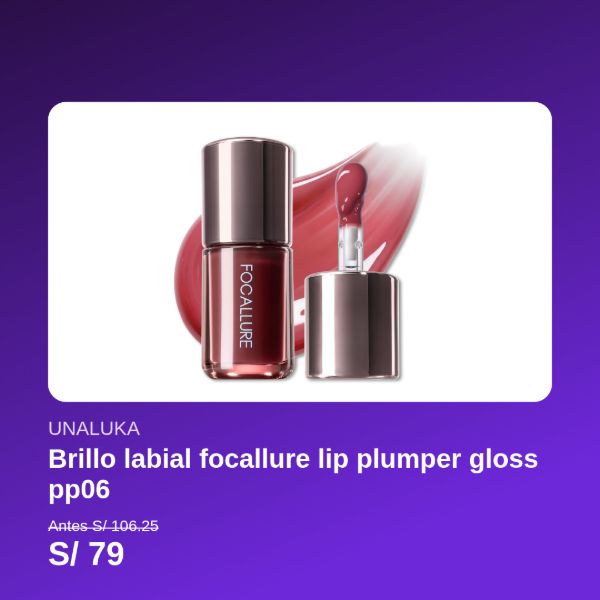 FOCALLURE
UNALUKA
Brillo labial focallure lip plumper gloss
pp06
Antes S/ 106.25
S/ 79